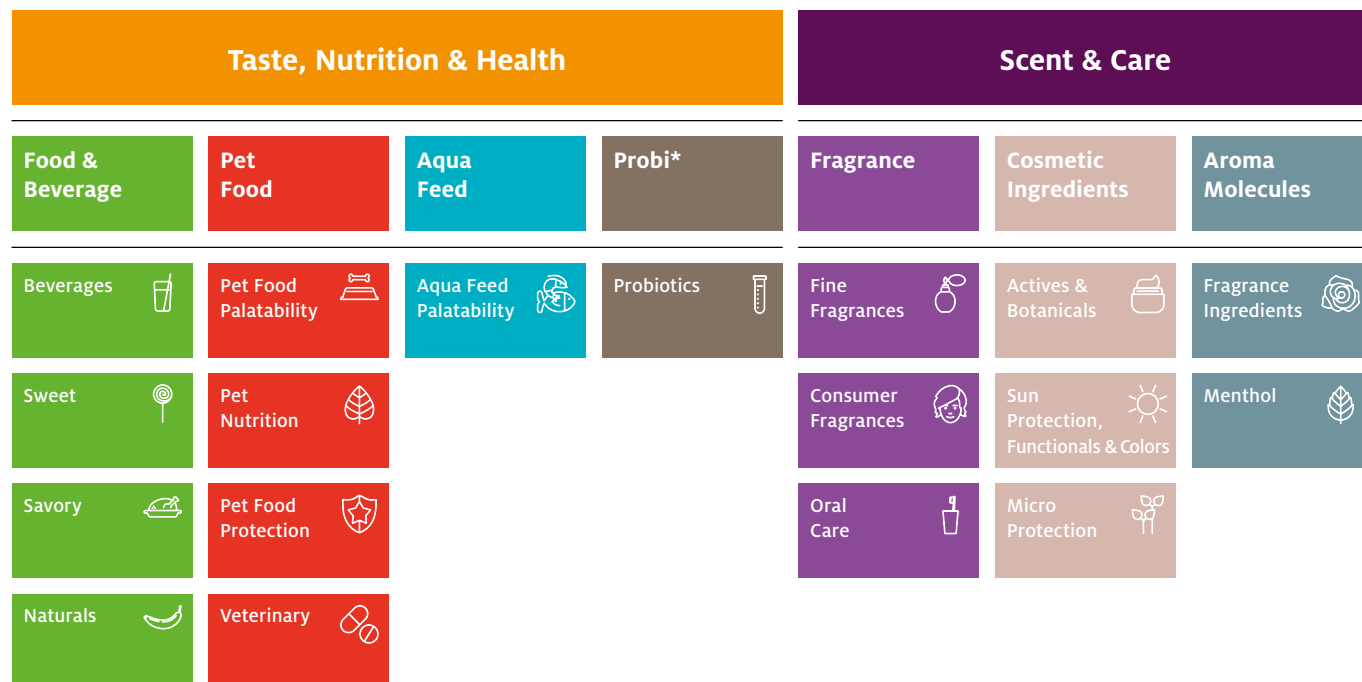 Taste, Nutrition & Health
Scent & Care
Food &
Beverage
Pet
Food
Aqua
Feed
Probi*
Fragrance
Cosmetic
Ingredients
Aroma
Molecules
Beverages
Pet Food
Palatability
Aqua Feed
Palatability
Probiotics
Fine
Fragrances
Actives &
Botanicals
Fragrance
Ingredients
Sweet
Pet
Nutrition
Consumer
Fragrances
Sun
Protection,
Functionals & Colors
Menthol
Savory
Pet Food
Protection
Oral
Care
Micro
Protection
Naturals
Veterinary